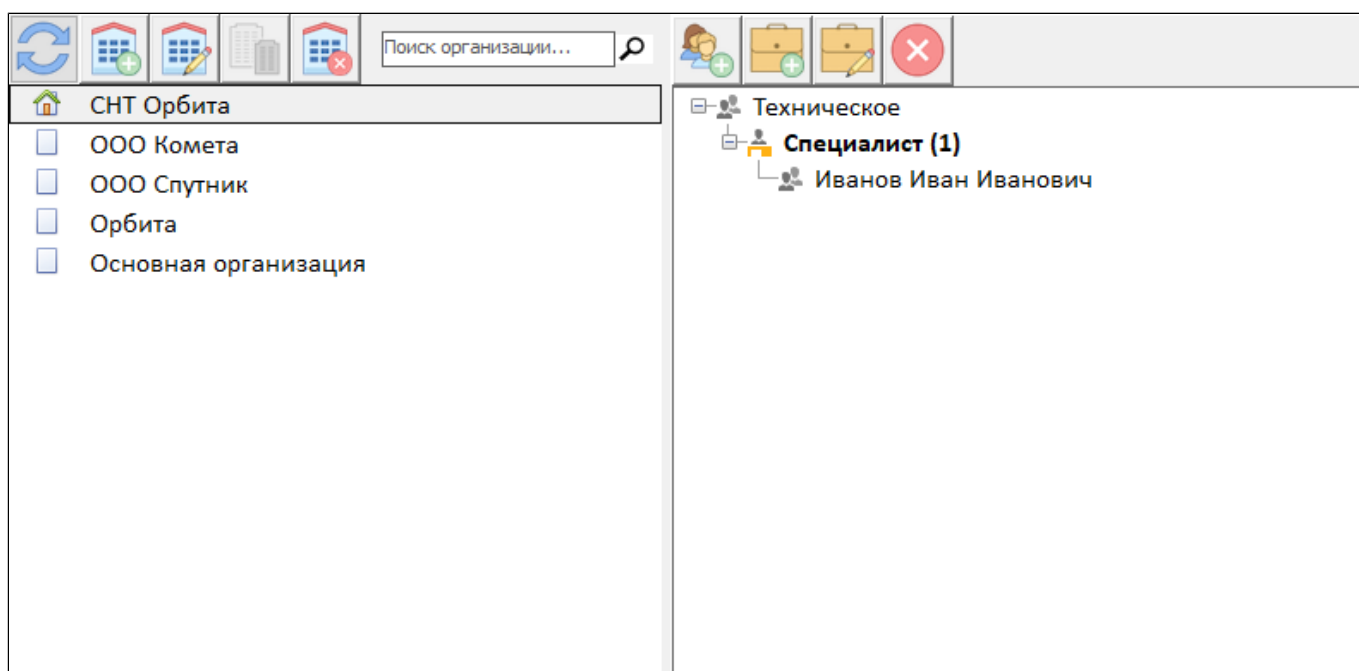 Поиск организации...
СНТ Орбита
ООО Комета
ООО Спутник
Орбита
Основная организация
Техническое
Специалист (1)
Иванов Иван Иванович